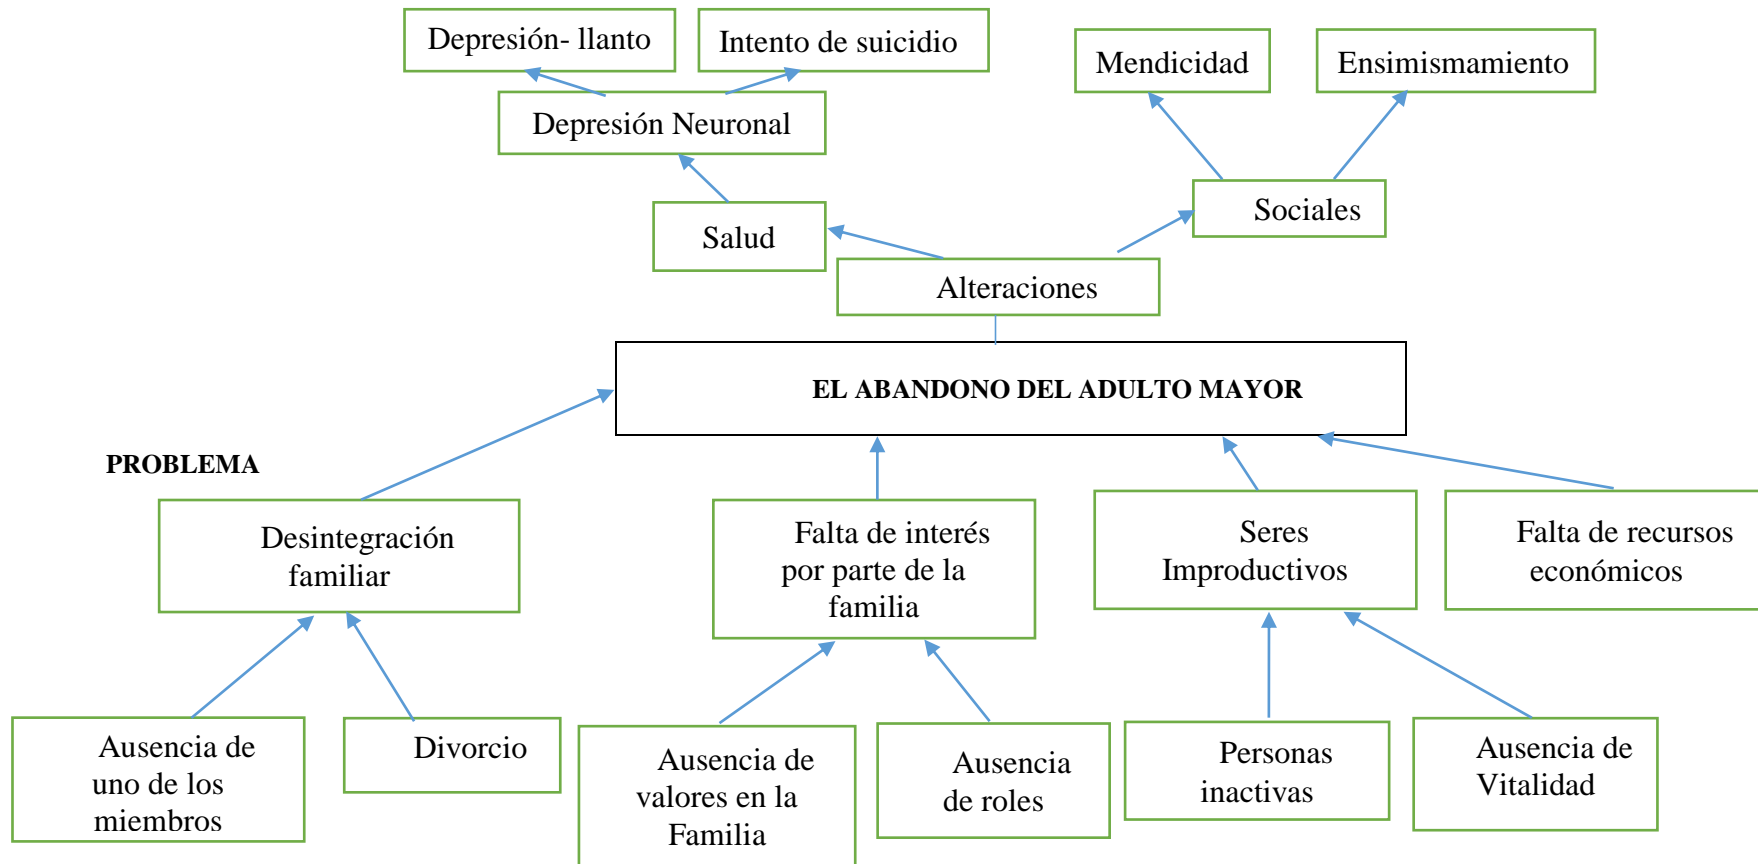 Depresión- llanto
Intento de suicidio
Mendicidad
Ensimismamiento
Depresión Neuronal
Salud
Sociales
Alteraciones
EL ABANDONO DEL ADULTO MAYOR
PROBLEMA
Desintegración
familiar
Falta de interés
por parte de la
familia
Seres
Improductivos
Falta de recursos
económicos
Ausencia de
uno de los
miembros
Divorcio
Ausencia de
valores en la
Familia
Ausencia
de roles
Personas
inactivas
Ausencia de
Vitalidad